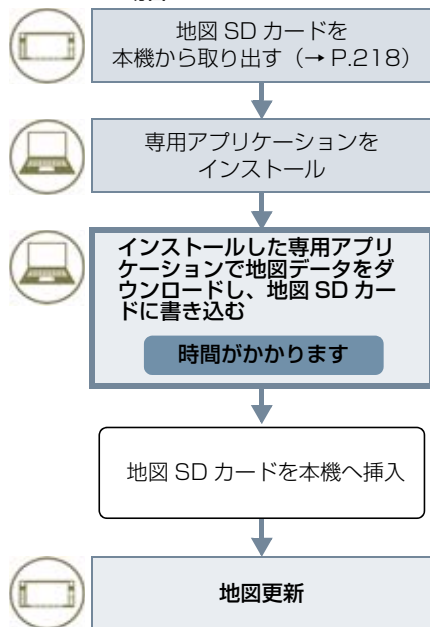 地図 SD カードを
本機から取り出す（→ P.218）
専用アプリケーションを
インストール
インストールした専用アプリ
ケーションで地図データをダ
ウンロードし、地図 SD カー
ドに書き込む
時間がかかります
地図 SD カードを本機へ挿入
地図更新